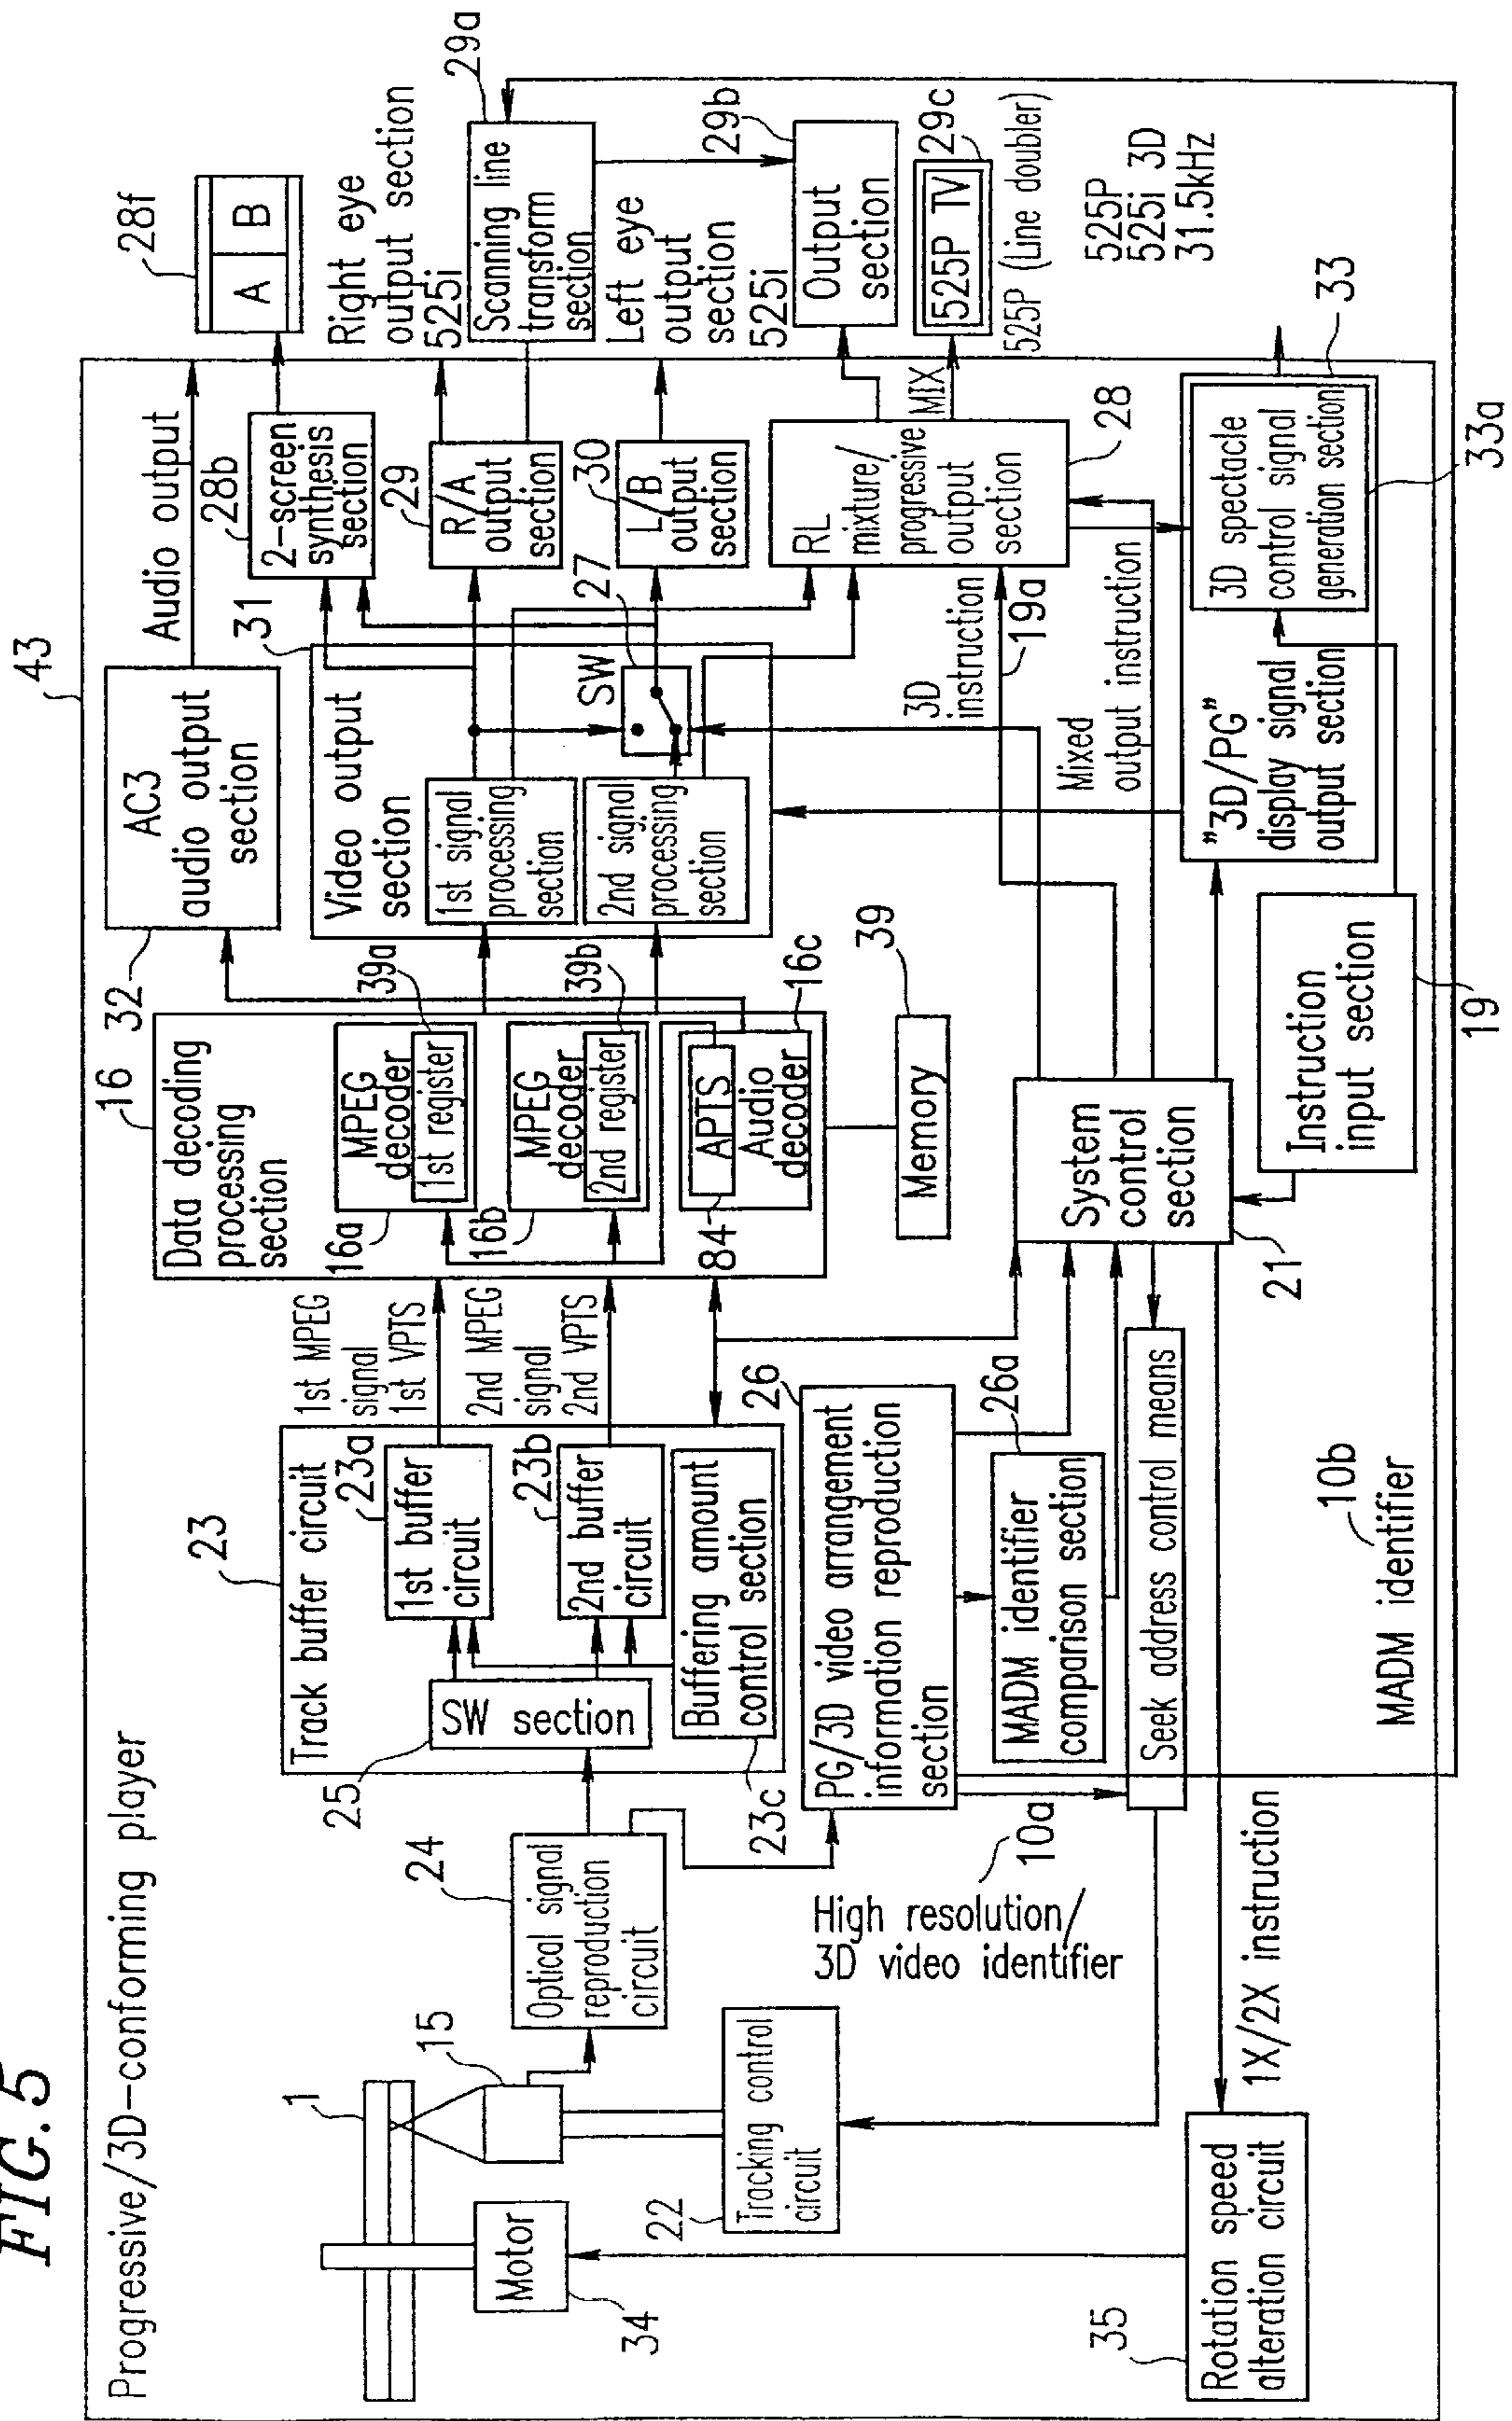 FIG. 5
Progressive/3D-conforming player
43
1
15
Motor
34
Tracking control
circuit
22
Rotation speed
alteration circuit
35
1X/2X instruction
24
Optical signal
reproduction
circuit
High resolution/
3D video identifier
10a
23
Track buffer circuit
25
SW section
23a
1st buffer
circuit
23b
2nd buffer
circuit
Buffering amount
control section
23c
1st MPEG
signal
1st VPTS
2nd MPEG
signal
2nd VPTS
26
PG/3D video arrangement
information reproduction
section
26a
MADM identifier
comparison section
Seek address control means
10b
MADM identifier
16
Data decoding
processing
section
MPEG
decoder
1st register
39a
16a
MPEG
decoder
2nd register
39b
16b
APTS
Audio
decoder
84
16c
Memory
39
System
control
section
21
Instruction
input section
19
32
AC3
audio output
section
Audio output
31
Video output
section
1st signal
processing
section
2nd signal
processing
section
SW
27
28b
2-screen
synthesis
section
28f
A
B
29
R/A
output
section
30
L/B
output
section
Right eye
output section
525i
Scanning line
transform
section
29a
Left eye
output
section
525i
Output
section
29b
RL
mixture/
progressive
output
section
28
MIX
525P TV
29c
525P (Line doubler)
525P
525i 3D
31.5kHz
3D
instruction
19a
Mixed
output instruction
"3D/PG"
display signal
output section
3D spectacle
control signal
generation section
33
33a